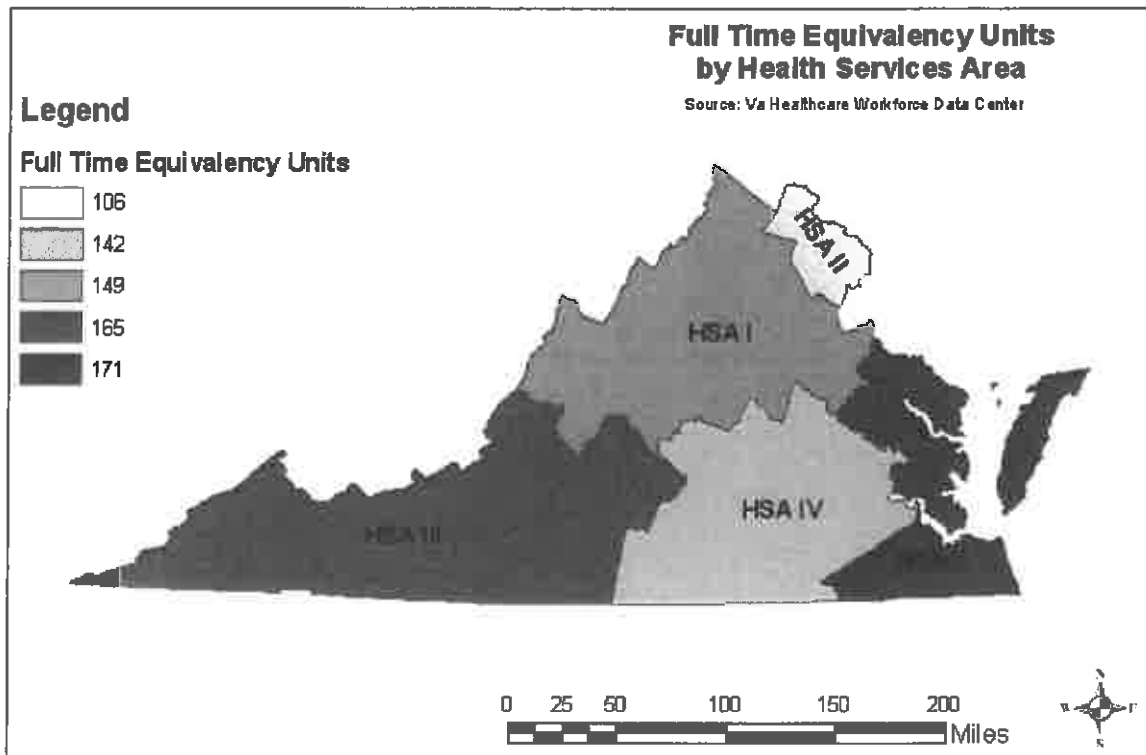 Full Time Equivalency Units
by Health Services Area
Source: Va Healthcare Workforce Data Center
Legend
Full Time Equivalency Units
106
142
149
165
171
HSA II
HSA I
HSA IV
HSA III
0 25 50 100 150 200
Miles
N
W E
S